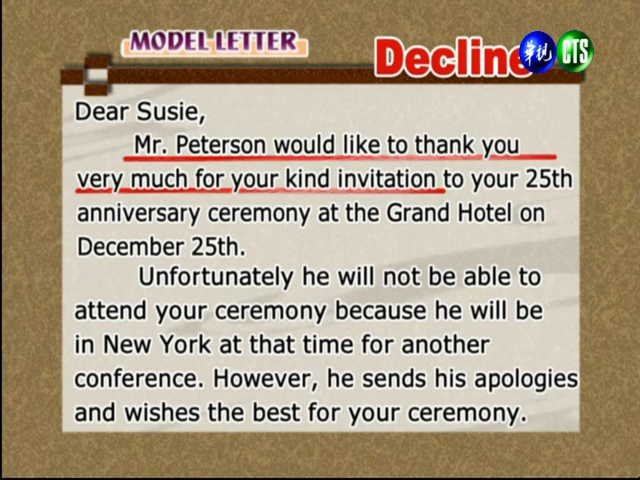 MODEL LETTER
Decline
華視 CTS
Dear Susie,
Mr. Peterson would like to thank you
very much for your kind invitation to your 25th
anniversary ceremony at the Grand Hotel on
December 25th.
Unfortunately he will not be able to
attend your ceremony because he will be
in New York at that time for another
conference. However, he sends his apologies
and wishes the best for your ceremony.